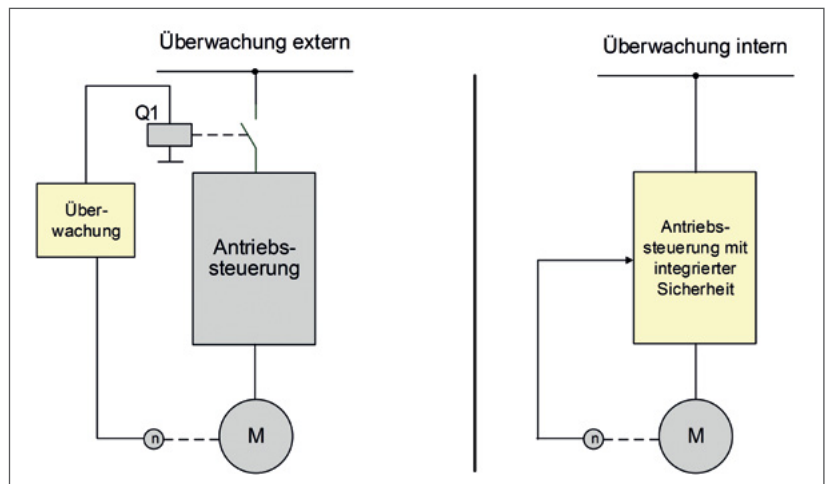 Überwachung extern
Q1
Über-
wachung
Antriebs-
steuerung
n
M
Überwachung intern
Antriebs-
steuerung mit
integrierter
Sicherheit
n
M